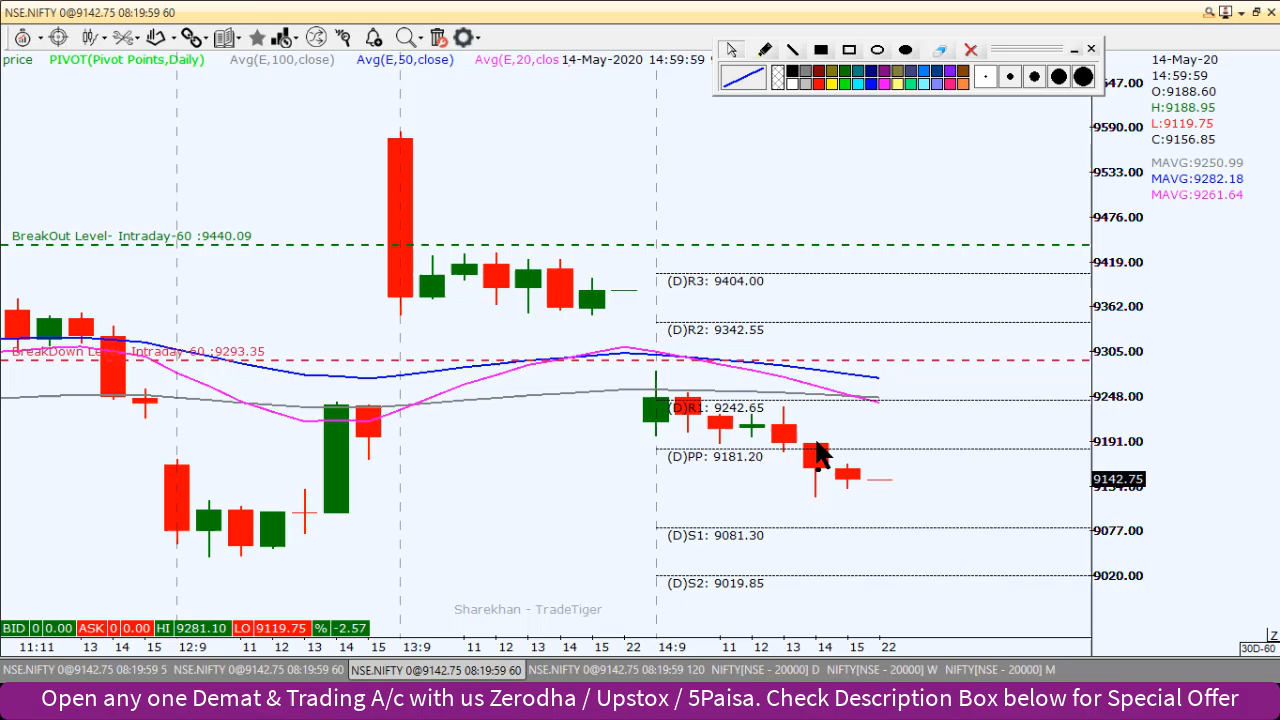 NSE.NIFTY 0@9142.75 08:19:59 60
price PIVOT(Pivot Points,Daily) Avg(E,100,close) Avg(E,50,close) Avg(E,20,clos 14-May-2020 14:59:59
14-May-20
14:59:59
O:9188.60
H:9188.95
L:9119.75
C:9156.85
MAVG:9250.99
MAVG:9282.18
MAVG:9261.64
9590.00
9533.00
9476.00
9419.00
9362.00
9305.00
9248.00
9191.00
9142.75
9077.00
9020.00
BreakOut Level- Intraday-60 :9440.09
BreakDown Level- Intraday-60 :9293.35
(D)R3: 9404.00
(D)R2: 9342.55
(D)R1: 9242.65
(D)PP: 9181.20
(D)S1: 9081.30
(D)S2: 9019.85
Sharekhan - TradeTiger
BID 0 0.00 ASK 0 0.00 HI 9281.10 LO 9119.75 % -2.57
Z
11:11 13 14 15 12:9 11 12 13 14 15 13:9 11 12 13 14 15 22 14:9 11 12 13 14 15 22 30D-60
NSE.NIFTY 0@9142.75 08:19:59 5 NSE.NIFTY 0@9142.75 08:19:59 60 NSE.NIFTY 0@9142.75 08:19:59 60 NSE.NIFTY 0@9142.75 08:19:59 120 NIFTY[NSE - 20000] D NIFTY[NSE - 20000] W NIFTY[NSE - 20000] M
Open any one Demat & Trading A/c with us Zerodha / Upstox / 5Paisa. Check Description Box below for Special Offer